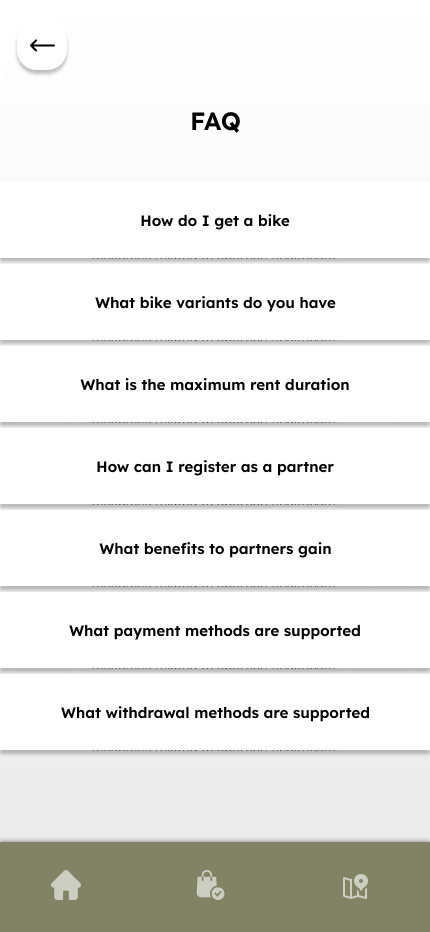 FAQ
How do I get a bike
What bike variants do you have
What is the maximum rent duration
How can I register as a partner
What benefits to partners gain
What payment methods are supported
What withdrawal methods are supported